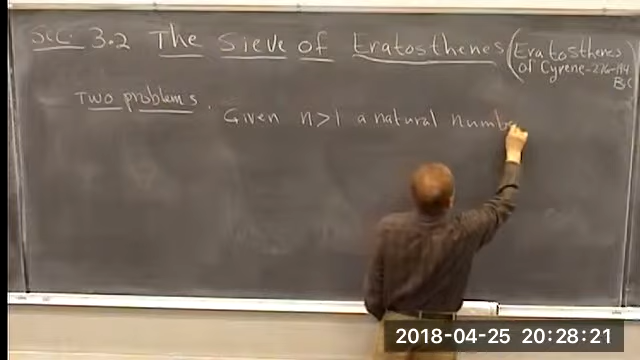 Sec. 3.2 The Sieve of Eratosthenes (Eratosthenes
of Cyrene-276-194
BC
Two problems. Given n>1 a natural numb
2018-04-25 20:28:21